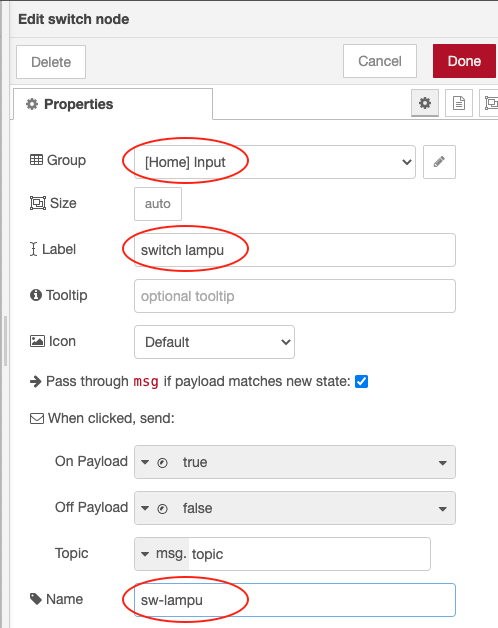 Edit switch node
Delete Cancel Done
Properties
Group [Home] Input
Size auto
Label switch lampu
Tooltip optional tooltip
Icon Default
Pass through msg if payload matches new state:
When clicked, send:
On Payload true
Off Payload false
Topic msg. topic
Name sw-lampu